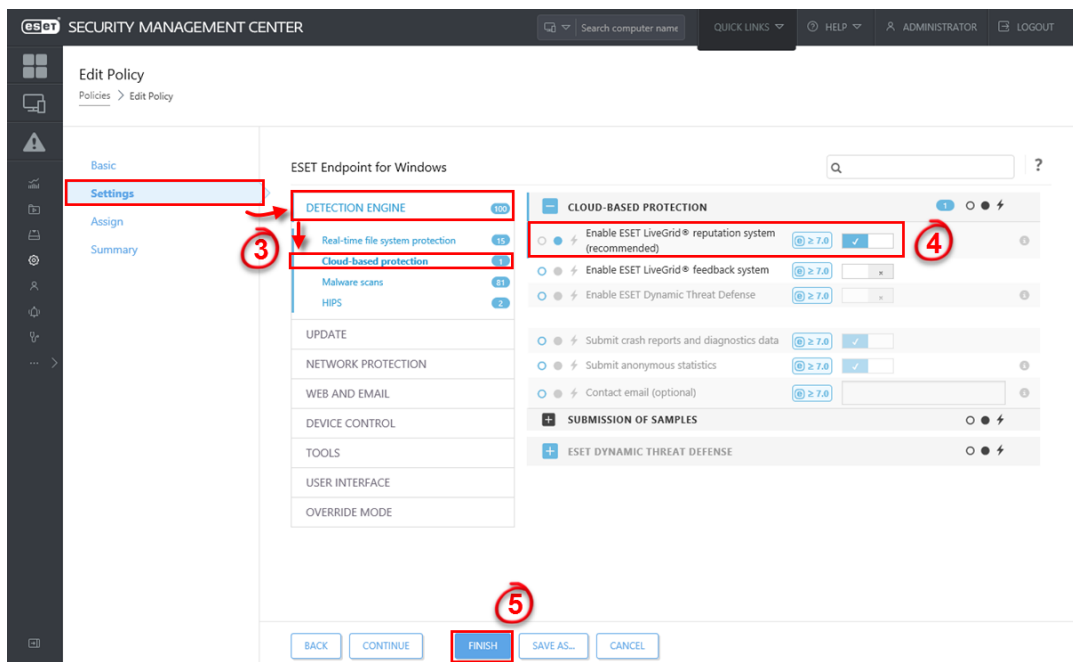 eset SECURITY MANAGEMENT CENTER
Search computer name
QUICK LINKS
HELP
ADMINISTRATOR
LOGOUT
Edit Policy
Policies > Edit Policy
Basic
Settings
Assign
Summary
3
ESET Endpoint for Windows
?
DETECTION ENGINE 100
Real-time file system protection 15
Cloud-based protection 1
Malware scans 81
HIPS 2
UPDATE
NETWORK PROTECTION
WEB AND EMAIL
DEVICE CONTROL
TOOLS
USER INTERFACE
OVERRIDE MODE
CLOUD-BASED PROTECTION 1
Enable ESET LiveGrid® reputation system
(recommended)
≥ 7.0
4
Enable ESET LiveGrid® feedback system ≥ 7.0
Enable ESET Dynamic Threat Defense ≥ 7.0
Submit crash reports and diagnostics data ≥ 7.0
Submit anonymous statistics ≥ 7.0
Contact email (optional) ≥ 7.0
SUBMISSION OF SAMPLES
ESET DYNAMIC THREAT DEFENSE
5
BACK
CONTINUE
FINISH
SAVE AS...
CANCEL